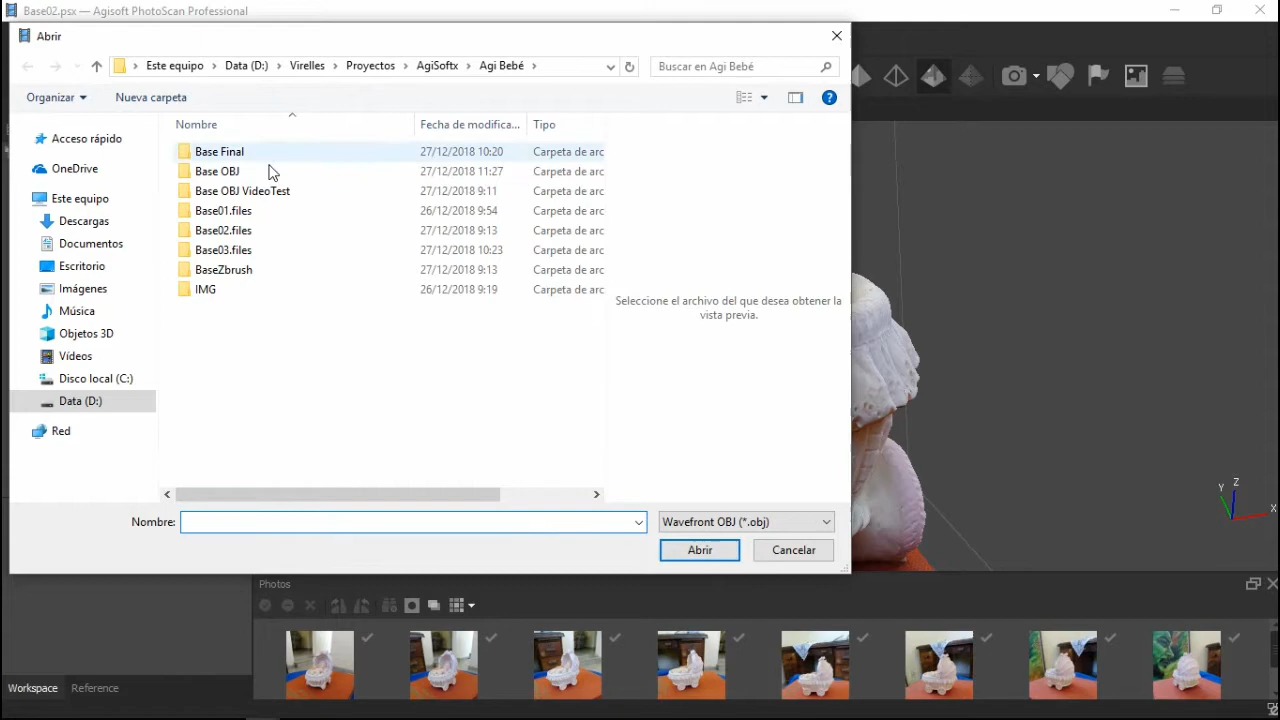 Base02.psx — Agisoft PhotoScan Professional
Abrir
Este equipo > Data (D:) > Virelles > Proyectos > AgiSoftx > Agi Bebé >
Buscar en Agi Bebé
Organizar
Nueva carpeta
Nombre Fecha de modifica... Tipo
Acceso rápido
OneDrive
Este equipo
Descargas
Documentos
Escritorio
Imágenes
Música
Objetos 3D
Vídeos
Disco local (C:)
Data (D:)
Red
Base Final 27/12/2018 10:20 Carpeta de arc
Base OBJ 27/12/2018 11:27 Carpeta de arc
Base OBJ VideoTest 27/12/2018 9:11 Carpeta de arc
Base01.files 26/12/2018 9:54 Carpeta de arc
Base02.files 27/12/2018 9:13 Carpeta de arc
Base03.files 27/12/2018 10:23 Carpeta de arc
BaseZbrush 27/12/2018 9:13 Carpeta de arc
IMG 26/12/2018 9:19 Carpeta de arc
Seleccione el archivo del que desea obtener la
vista previa.
Nombre:
Wavefront OBJ (*.obj)
Abrir
Cancelar
Z
Y
X
Photos
Workspace
Reference